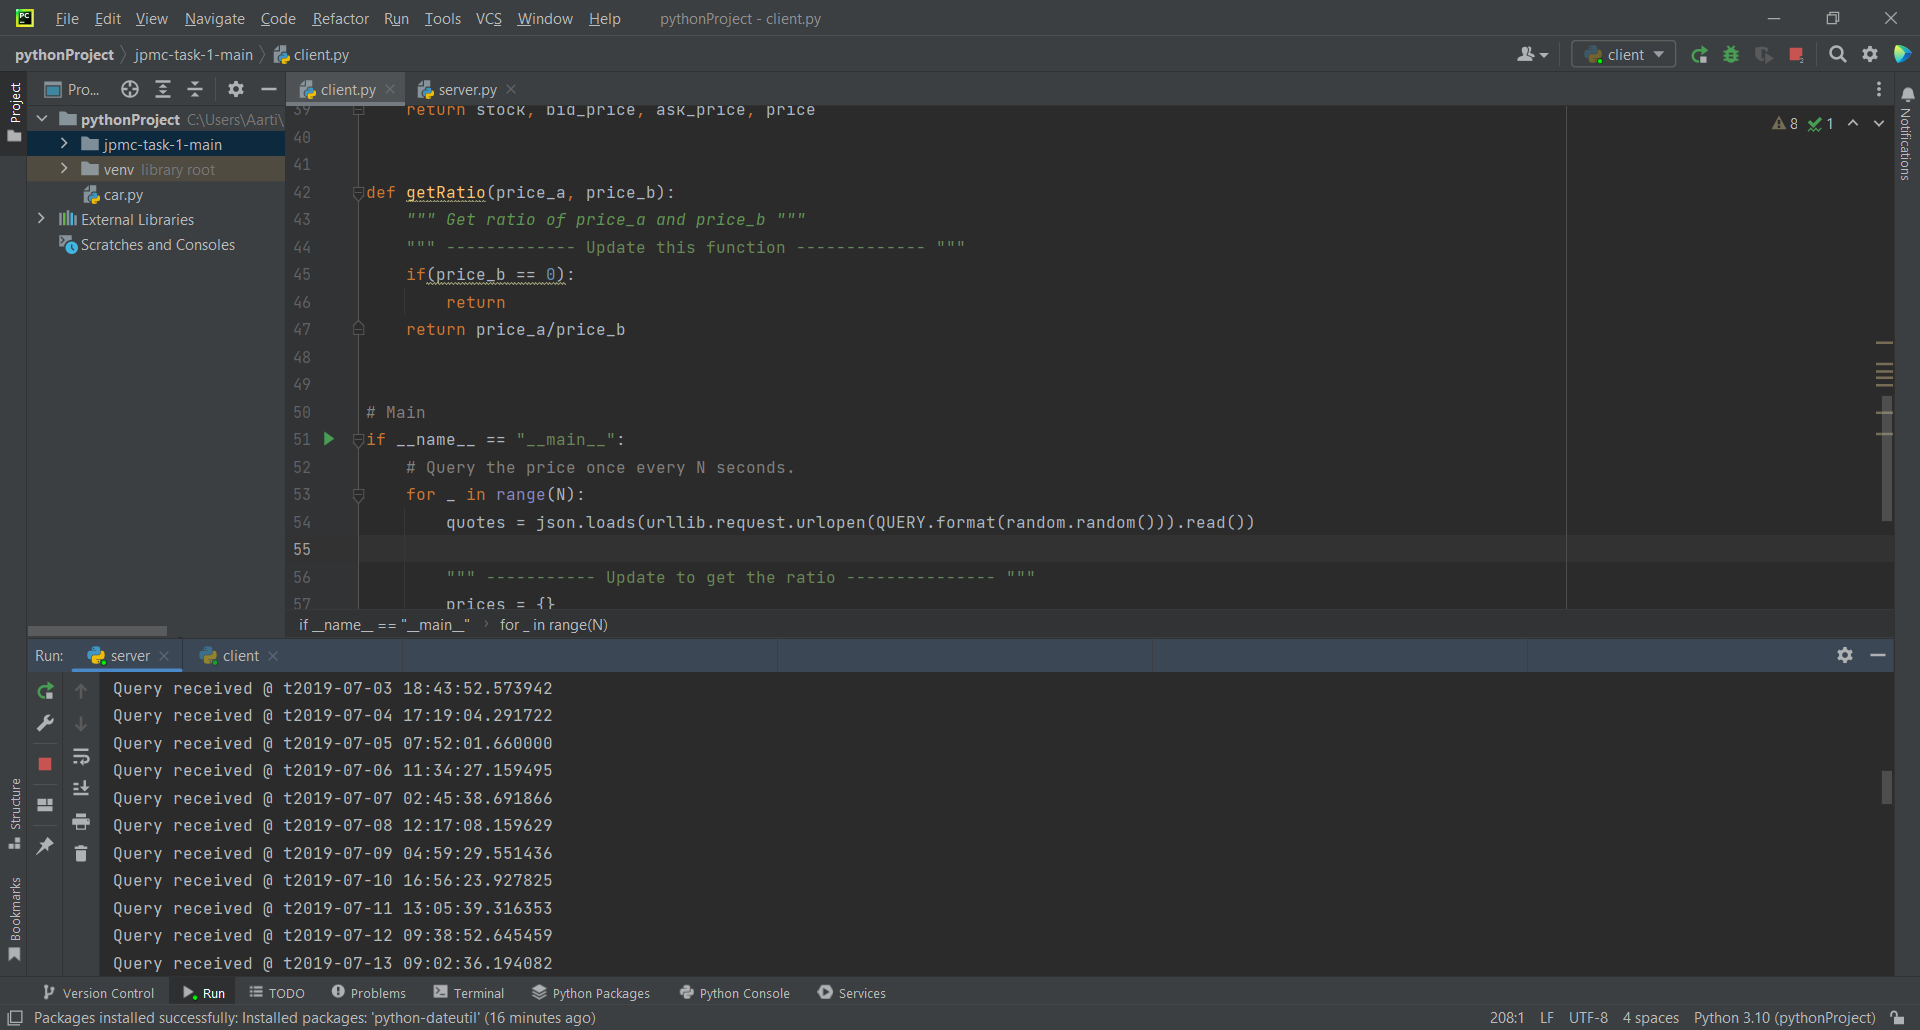 PC File Edit View Navigate Code Refactor Run Tools VCS Window Help pythonProject - client.py
pythonProject jpmc-task-1-main client.py client 2
Project Pro... client.py server.py Notifications
pythonProject C:\Users\Aarti\
jpmc-task-1-main
venv library root
car.py
External Libraries
Scratches and Consoles
8 1
39 return stock, bid_price, ask_price, price
40
41
42 def getRatio(price_a, price_b):
43 """ Get ratio of price_a and price_b """
44 """ ------------- Update this function ------------- """
45 if(price_b == 0):
46 return
47 return price_a/price_b
48
49
50 # Main
51 if __name__ == "__main__":
52 # Query the price once every N seconds.
53 for _ in range(N):
54 quotes = json.loads(urllib.request.urlopen(QUERY.format(random.random())).read())
55
56 """ ----------- Update to get the ratio --------------- """
57 prices = {}
if __name__ == "__main__" › for _ in range(N)
Run: server client
Query received @ t2019-07-03 18:43:52.573942
Query received @ t2019-07-04 17:19:04.291722
Query received @ t2019-07-05 07:52:01.660000
Query received @ t2019-07-06 11:34:27.159495
Query received @ t2019-07-07 02:45:38.691866
Query received @ t2019-07-08 12:17:08.159629
Query received @ t2019-07-09 04:59:29.551436
Query received @ t2019-07-10 16:56:23.927825
Query received @ t2019-07-11 13:05:39.316353
Query received @ t2019-07-12 09:38:52.645459
Query received @ t2019-07-13 09:02:36.194082
Structure
Bookmarks
Version Control Run TODO Problems Terminal Python Packages Python Console Services
Packages installed successfully: Installed packages: 'python-dateutil' (16 minutes ago) 208:1 LF UTF-8 4 spaces Python 3.10 (pythonProject)